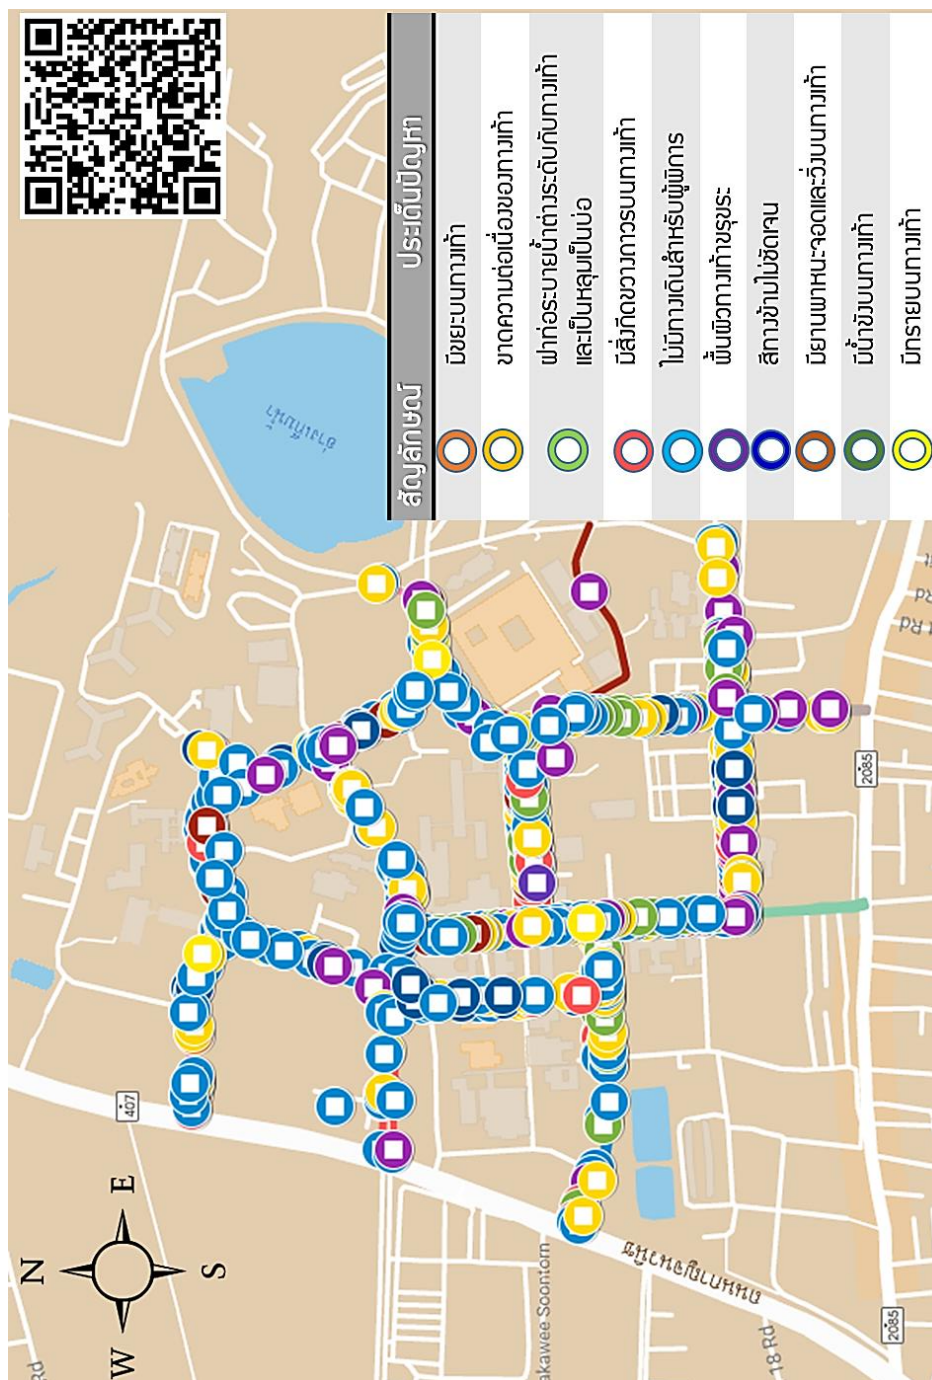 สัญลักษณ์ ประเด็นปัญหา
มีขยะบนทางเท้า
ขาดความต่อเนื่องของทางเท้า
ฝาท่อระบายน้ำต่างระดับกับทางเท้า
และเป็นหลุมเป็นบ่อ
มีสิ่งกีดขวางถาวรบนทางเท้า
ไม่มีทางเดินสำหรับผู้พิการ
พื้นผิวทางเท้าขรุขระ
สีทางข้ามไม่ชัดเจน
มียานพาหนะจอดและวิ่งบนทางเท้า
มีน้ำขังบนทางเท้า
มีทรายบนทางเท้า
อ่างเก็บน้ำ
N
E
S
W
407
2085
2085
akawee Soontorn
18 Rd
Rd
Rd
t Rd